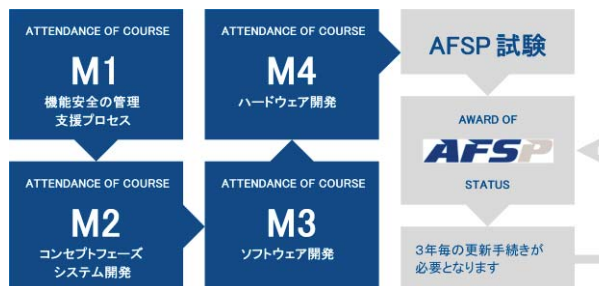 ATTENDANCE OF COURSE
M1
機能安全の管理
支援プロセス
ATTENDANCE OF COURSE
M2
コンセプトフェーズ
システム開発
ATTENDANCE OF COURSE
M3
ソフトウェア開発
ATTENDANCE OF COURSE
M4
ハードウェア開発
AFSP 試験
AWARD OF
AFSP
STATUS
3年毎の更新手続きが
必要となります